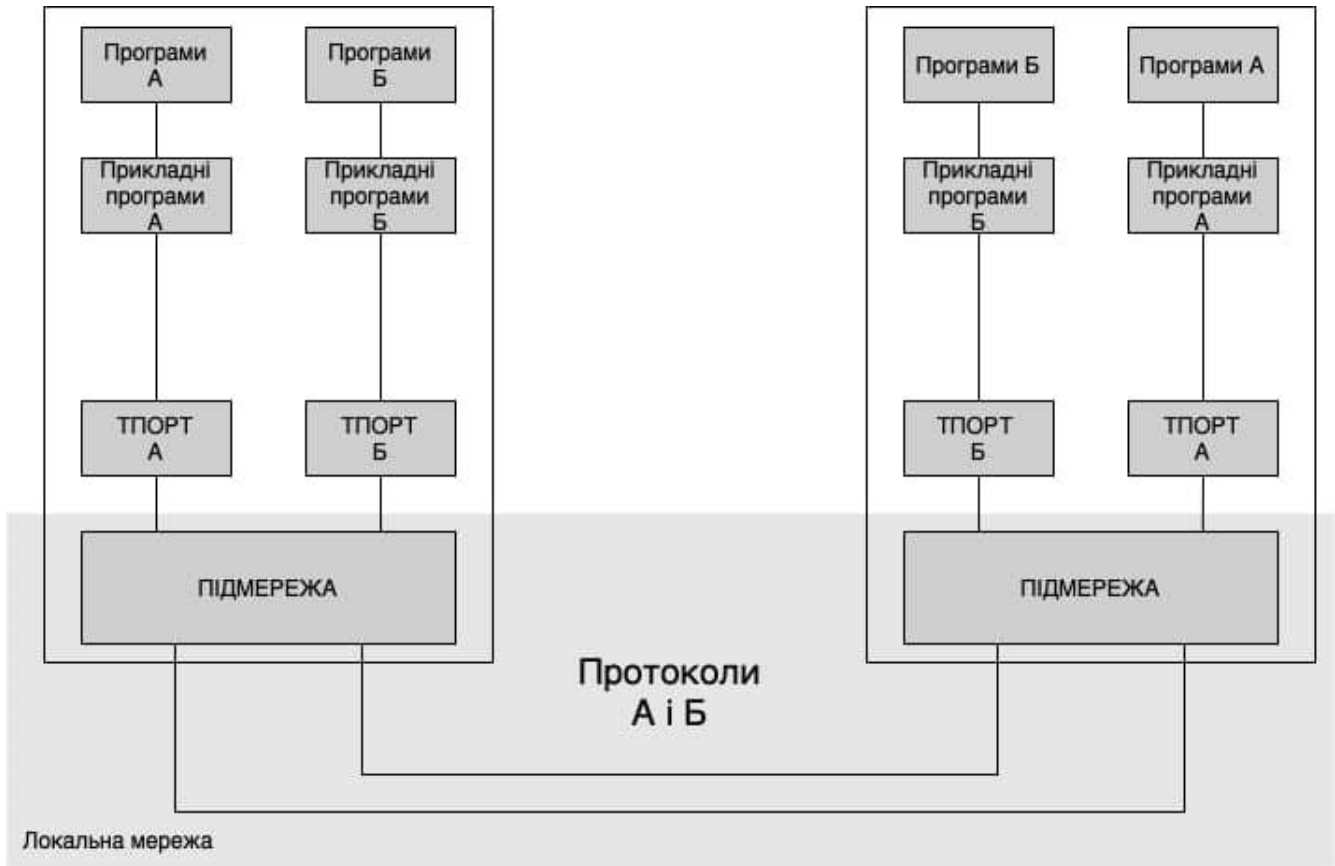 Програми
А
Програми
Б
Програми Б
Програми А
Прикладні
програми
А
Прикладні
програми
Б
Прикладні
програми
Б
Прикладні
програми
А
ТПОРТ
А
ТПОРТ
Б
ТПОРТ
Б
ТПОРТ
А
ПІДМЕРЕЖА
ПІДМЕРЕЖА
Протоколи
А і Б
Локальна мережа